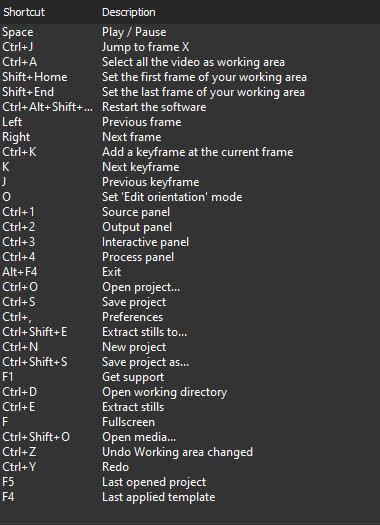 Shortcut Description
Space Play / Pause
Ctrl+J Jump to frame X
Ctrl+A Select all the video as working area
Shift+Home Set the first frame of your working area
Shift+End Set the last frame of your working area
Ctrl+Alt+Shift+... Restart the software
Left Previous frame
Right Next frame
Ctrl+K Add a keyframe at the current frame
K Next keyframe
J Previous keyframe
O Set 'Edit orientation' mode
Ctrl+1 Source panel
Ctrl+2 Output panel
Ctrl+3 Interactive panel
Ctrl+4 Process panel
Alt+F4 Exit
Ctrl+O Open project...
Ctrl+S Save project
Ctrl+, Preferences
Ctrl+Shift+E Extract stills to...
Ctrl+N New project
Ctrl+Shift+S Save project as...
F1 Get support
Ctrl+D Open working directory
Ctrl+E Extract stills
F Fullscreen
Ctrl+Shift+O Open media...
Ctrl+Z Undo Working area changed
Ctrl+Y Redo
F5 Last opened project
F4 Last applied template